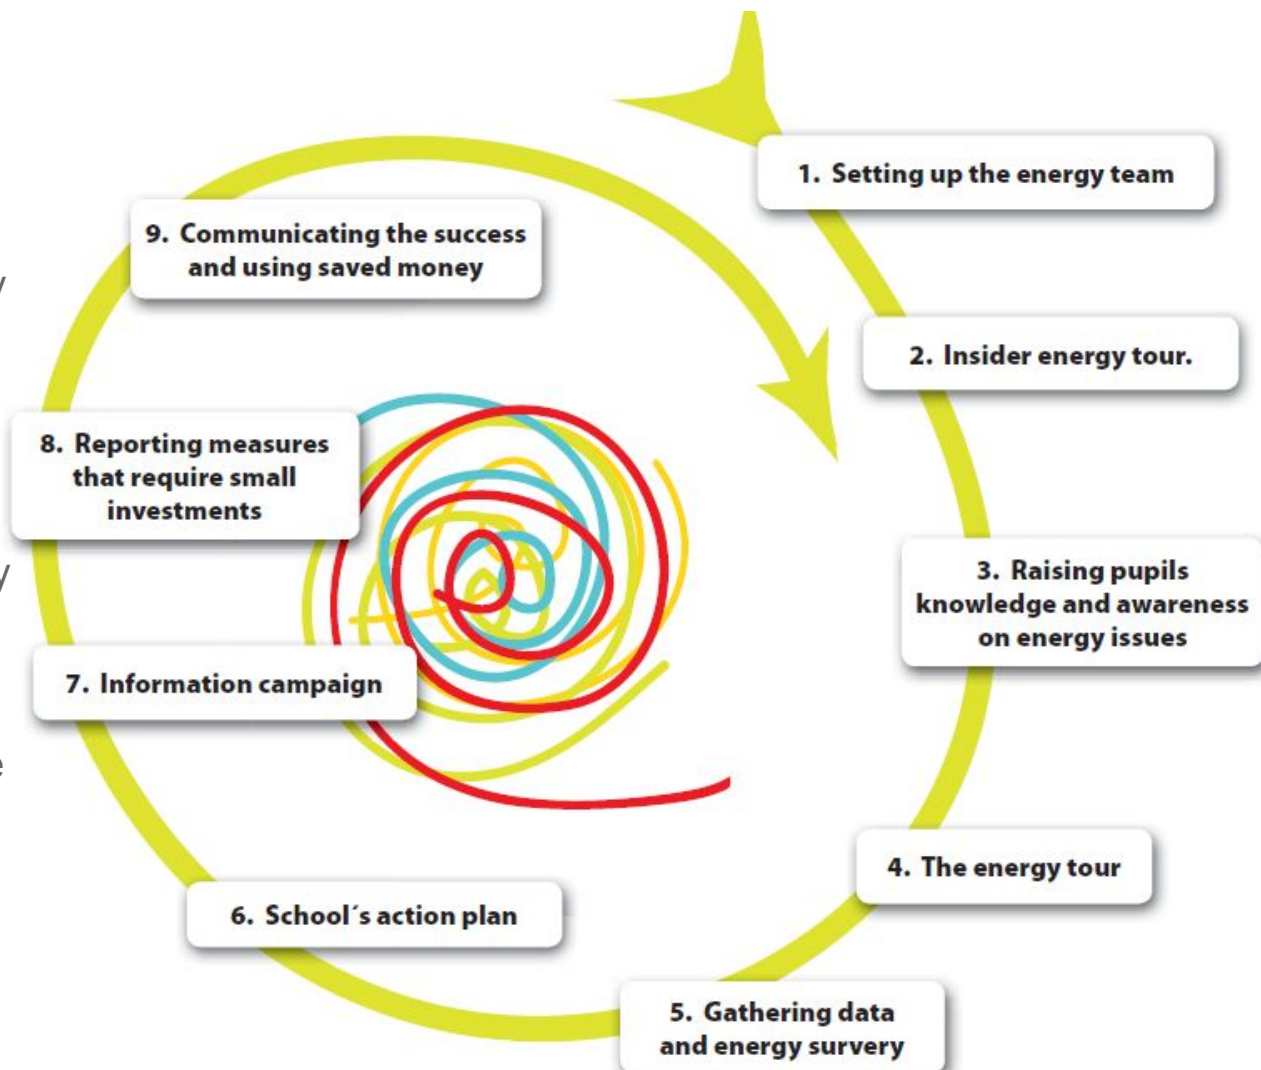 1. Setting up the energy team
2. Insider energy tour.
3. Raising pupils
knowledge and awareness
on energy issues
4. The energy tour
5. Gathering data
and energy survery
6. School´s action plan
7. Information campaign
8. Reporting measures
that require small
investments
9. Communicating the success
and using saved money